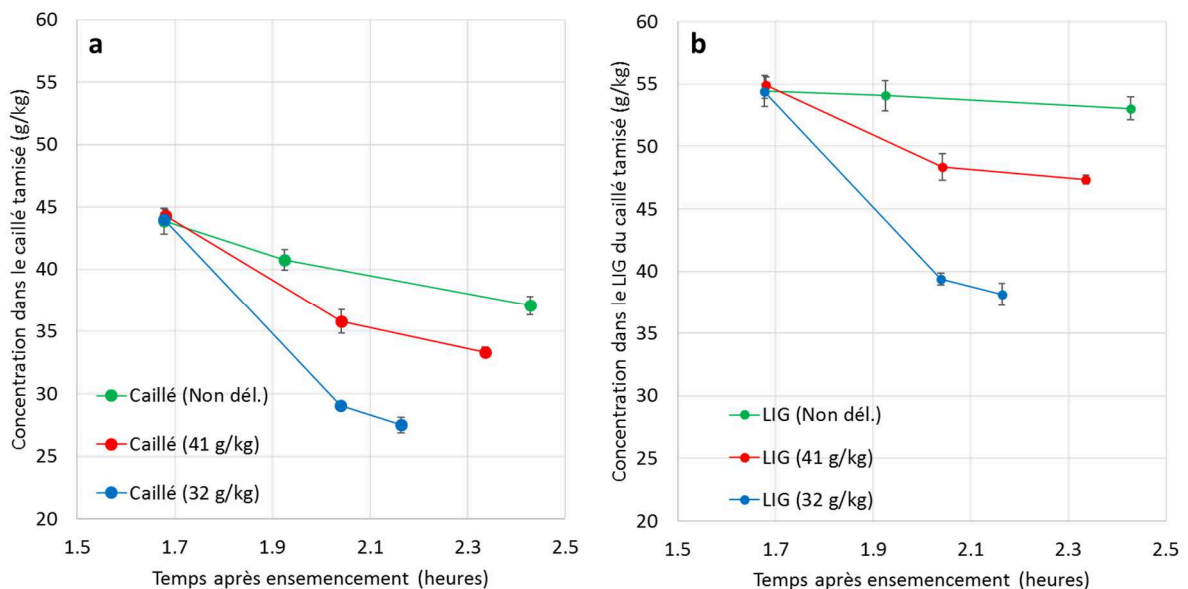 a
Concentration dans le caillé tamisé (g/kg)
60
55
50
45
40
35
30
25
20
Caillé (Non dél.)
Caillé (41 g/kg)
Caillé (32 g/kg)
1.5 1.7 1.9 2.1 2.3 2.5
Temps après ensemencement (heures)
b
Concentration dans le LIG du caillé tamisé (g/kg)
60
55
50
45
40
35
30
25
20
LIG (Non dél.)
LIG (41 g/kg)
LIG (32 g/kg)
1.5 1.7 1.9 2.1 2.3 2.5
Temps après ensemencement (heures)